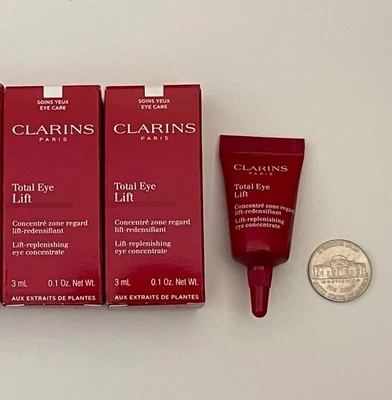 SOINS YEUX
EYE CARE
CLARINS
PARIS
Total Eye
Lift
Concentré zone regard
lift-redensifiant
Lift-replenishing
eye concentrate
3 mL 0.1 Oz. Net Wt.
AUX EXTRAITS DE PLANTES
SOINS YEUX
EYE CARE
CLARINS
PARIS
Total Eye
Lift
Concentré zone regard
lift-redensifiant
Lift-replenishing
eye concentrate
3 mL 0.1 Oz. Net Wt.
AUX EXTRAITS DE PLANTES
CLARINS
PARIS
Total Eye
Lift
Concentré zone regard
lift-redensifiant
Lift-replenishing
eye concentrate